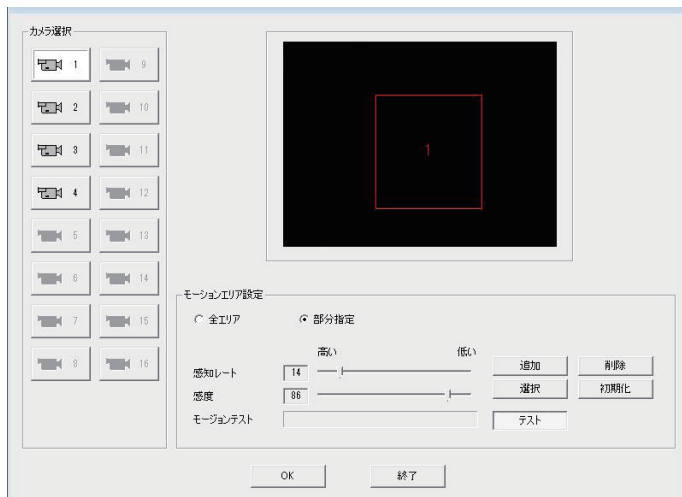 カメラ選択
1
9
2
10
3
11
4
12
5
13
6
14
7
15
8
16
1
モーションエリア設定
全エリア
部分指定
高い
低い
感知レート
14
追加
削除
感度
86
選択
初期化
モージョンテスト
テスト
OK
終了